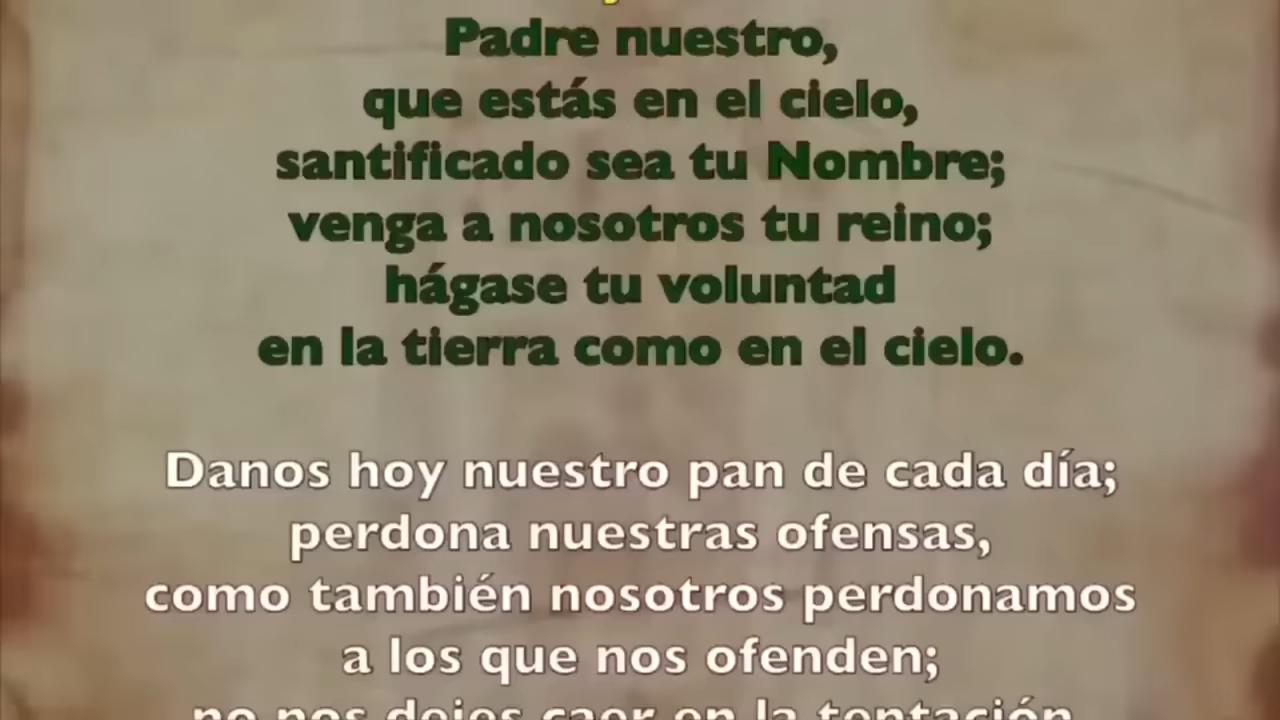 Padre nuestro,
que estás en el cielo,
santificado sea tu Nombre;
venga a nosotros tu reino;
hágase tu voluntad
en la tierra como en el cielo.
Danos hoy nuestro pan de cada día;
perdona nuestras ofensas,
como también nosotros perdonamos
a los que nos ofenden;
no nos dejes caer en la tentación